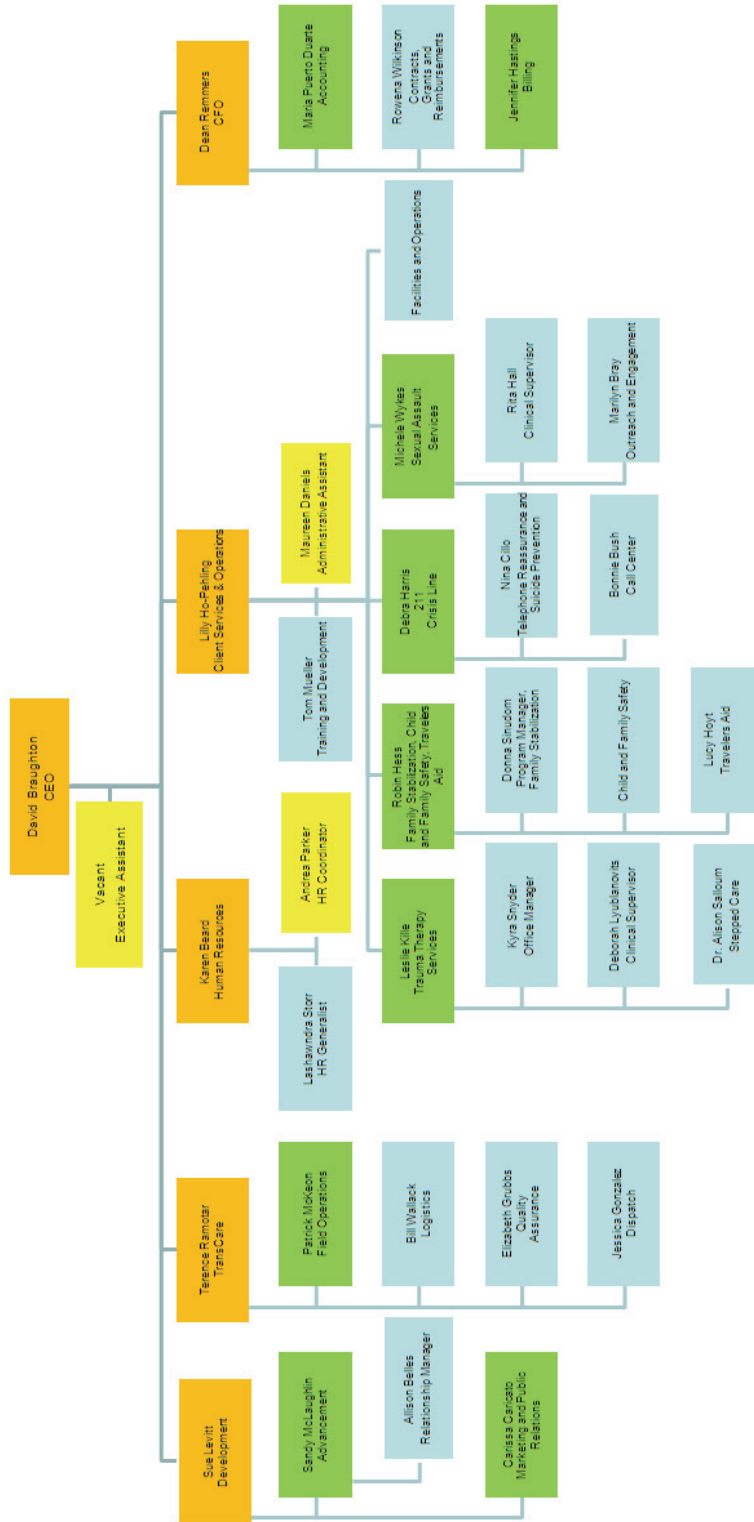 David Braughton
CEO
Vacant
Executive Assistant
Sue Levitt
Development
Terence Ramotar
TransCare
Karen Beard
Human Resources
Lilly Ho-Pehling
Client Services & Operations
Dean Remmers
CFO
Sandy McLaughlin
Advancement
Allison Belles
Relationship Manager
Carissa Caricato
Marketing and Public
Relations
Patrick McKeon
Field Operations
Bill Wallack
Logistics
Elizabeth Grubbs
Quality
Assurance
Jessica Gonzalez
Dispatch
Lashawndra Storr
HR Generalist
Andrea Parker
HR Coordinator
Tom Mueller
Training and Development
Maureen Daniels
Administrative Assistant
Leslie Kille
Trauma Therapy
Services
Kyra Snyder
Office Manager
Deborah Lyublanovits
Clinical Supervisor
Dr. Alison Salloum
Stepped Care
Robin Hess
Family Stabilization, Child
and Family Safety, Travelers
Aid
Donna Sinudom
Program Manager,
Family Stabilization
Child and Family Safety
Lucy Hoyt
Travelers Aid
Debra Harris
211
Crisis Line
Nina Cillo
Telephone Reassurance and
Suicide Prevention
Bonnie Bush
Call Center
Michele Wykes
Sexual Assault
Services
Rita Hall
Clinical Supervisor
Marilyn Bray
Outreach and Engagement
Facilities and Operations
Maria Puerto Duarte
Accounting
Rowena Wilkinson
Contracts,
Grants and
Reimbursements
Jennifer Hastings
Billing